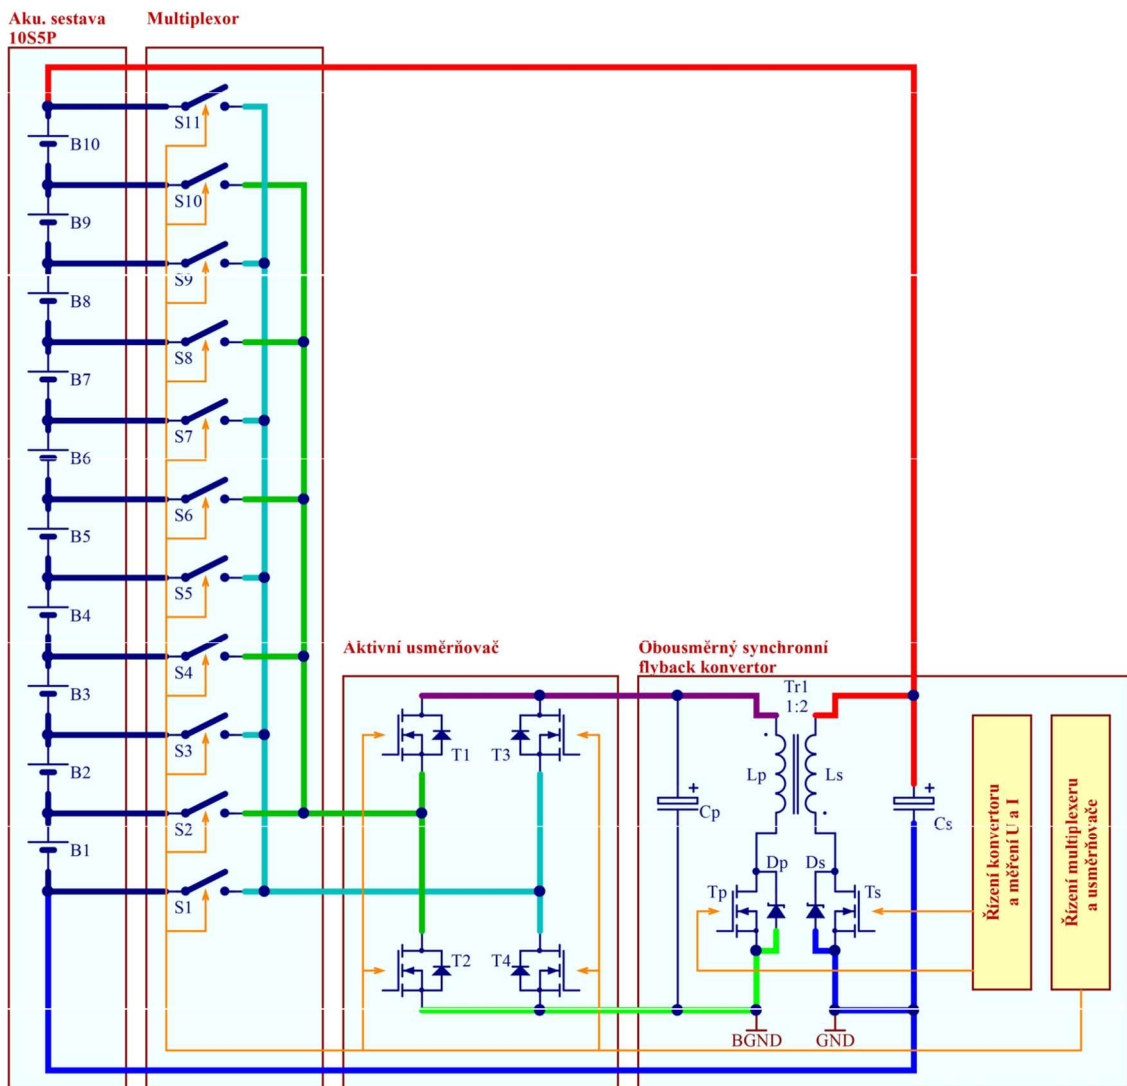 Aku. sestava
10S5P
Multiplexor
S11
B10
S10
B9
S9
B8
S8
B7
S7
B6
S6
B5
S5
B4
S4
B3
S3
B2
S2
B1
S1
Aktivní usměrňovač
T1
T3
T2
T4
Obousměrný synchronní
flyback konvertor
Tr1
1:2
Lp
Ls
+
Cp
+
Cs
Dp
Ds
Tp
Ts
BGND
GND
Řízení konvertoru
a měření U a I
Řízení multiplexeru
a usměrňovače